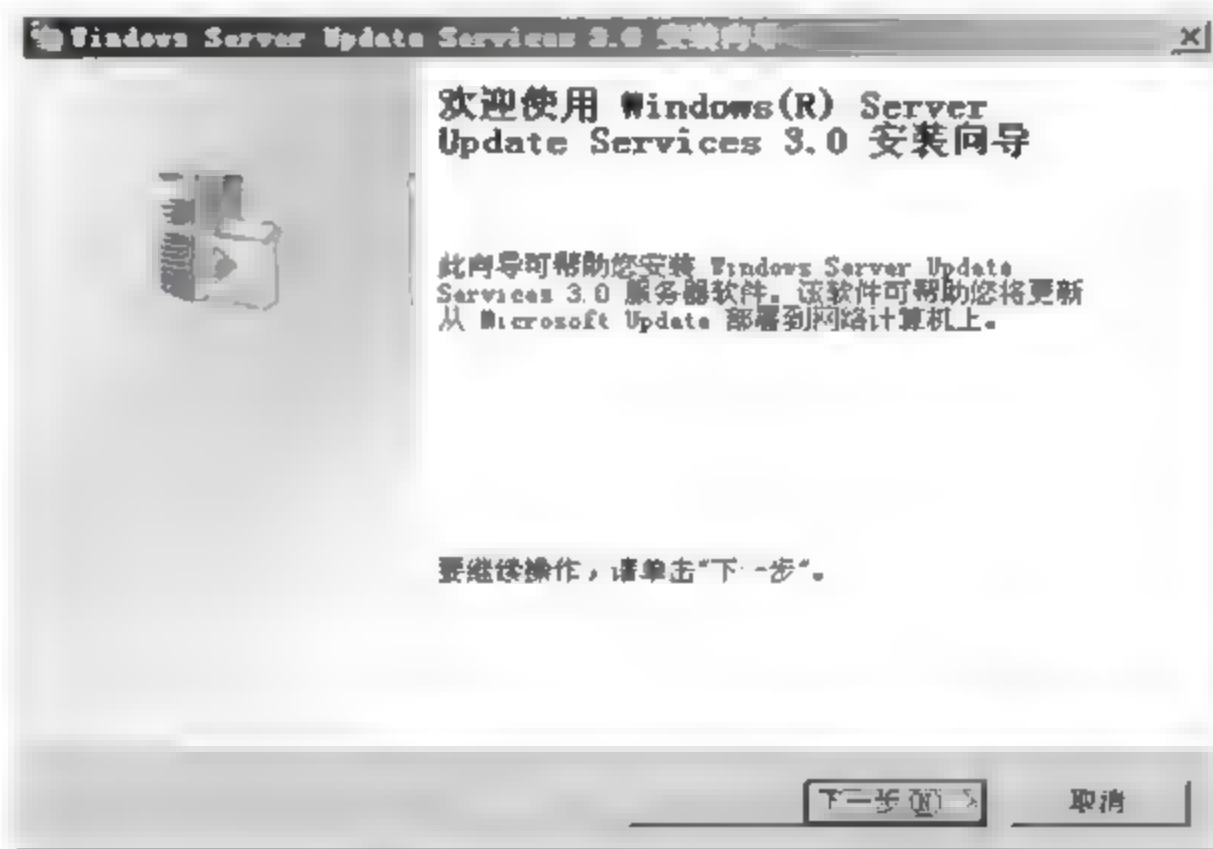 Windows Server Update Services 3.0 安装向导
欢迎使用 Windows(R) Server
Update Services 3.0 安装向导
此向导可帮助您安装 Windows Server Update
Services 3.0 服务器软件。该软件可帮助您将更新
从 Microsoft Update 部署到网络计算机上。
要继续操作，请单击“下一步”。
下一步(N) >
取消